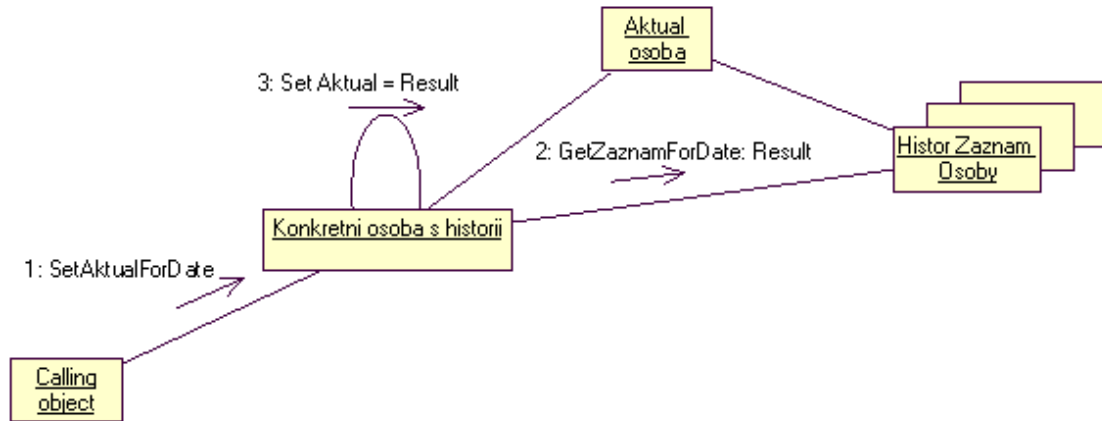 Aktual
osoba
3: Set Aktual = Result
Histor Zaznam
Osoby
2: GetZaznamForDate: Result
Konkretni osoba s historii
1: SetAktualForDate
Calling
object